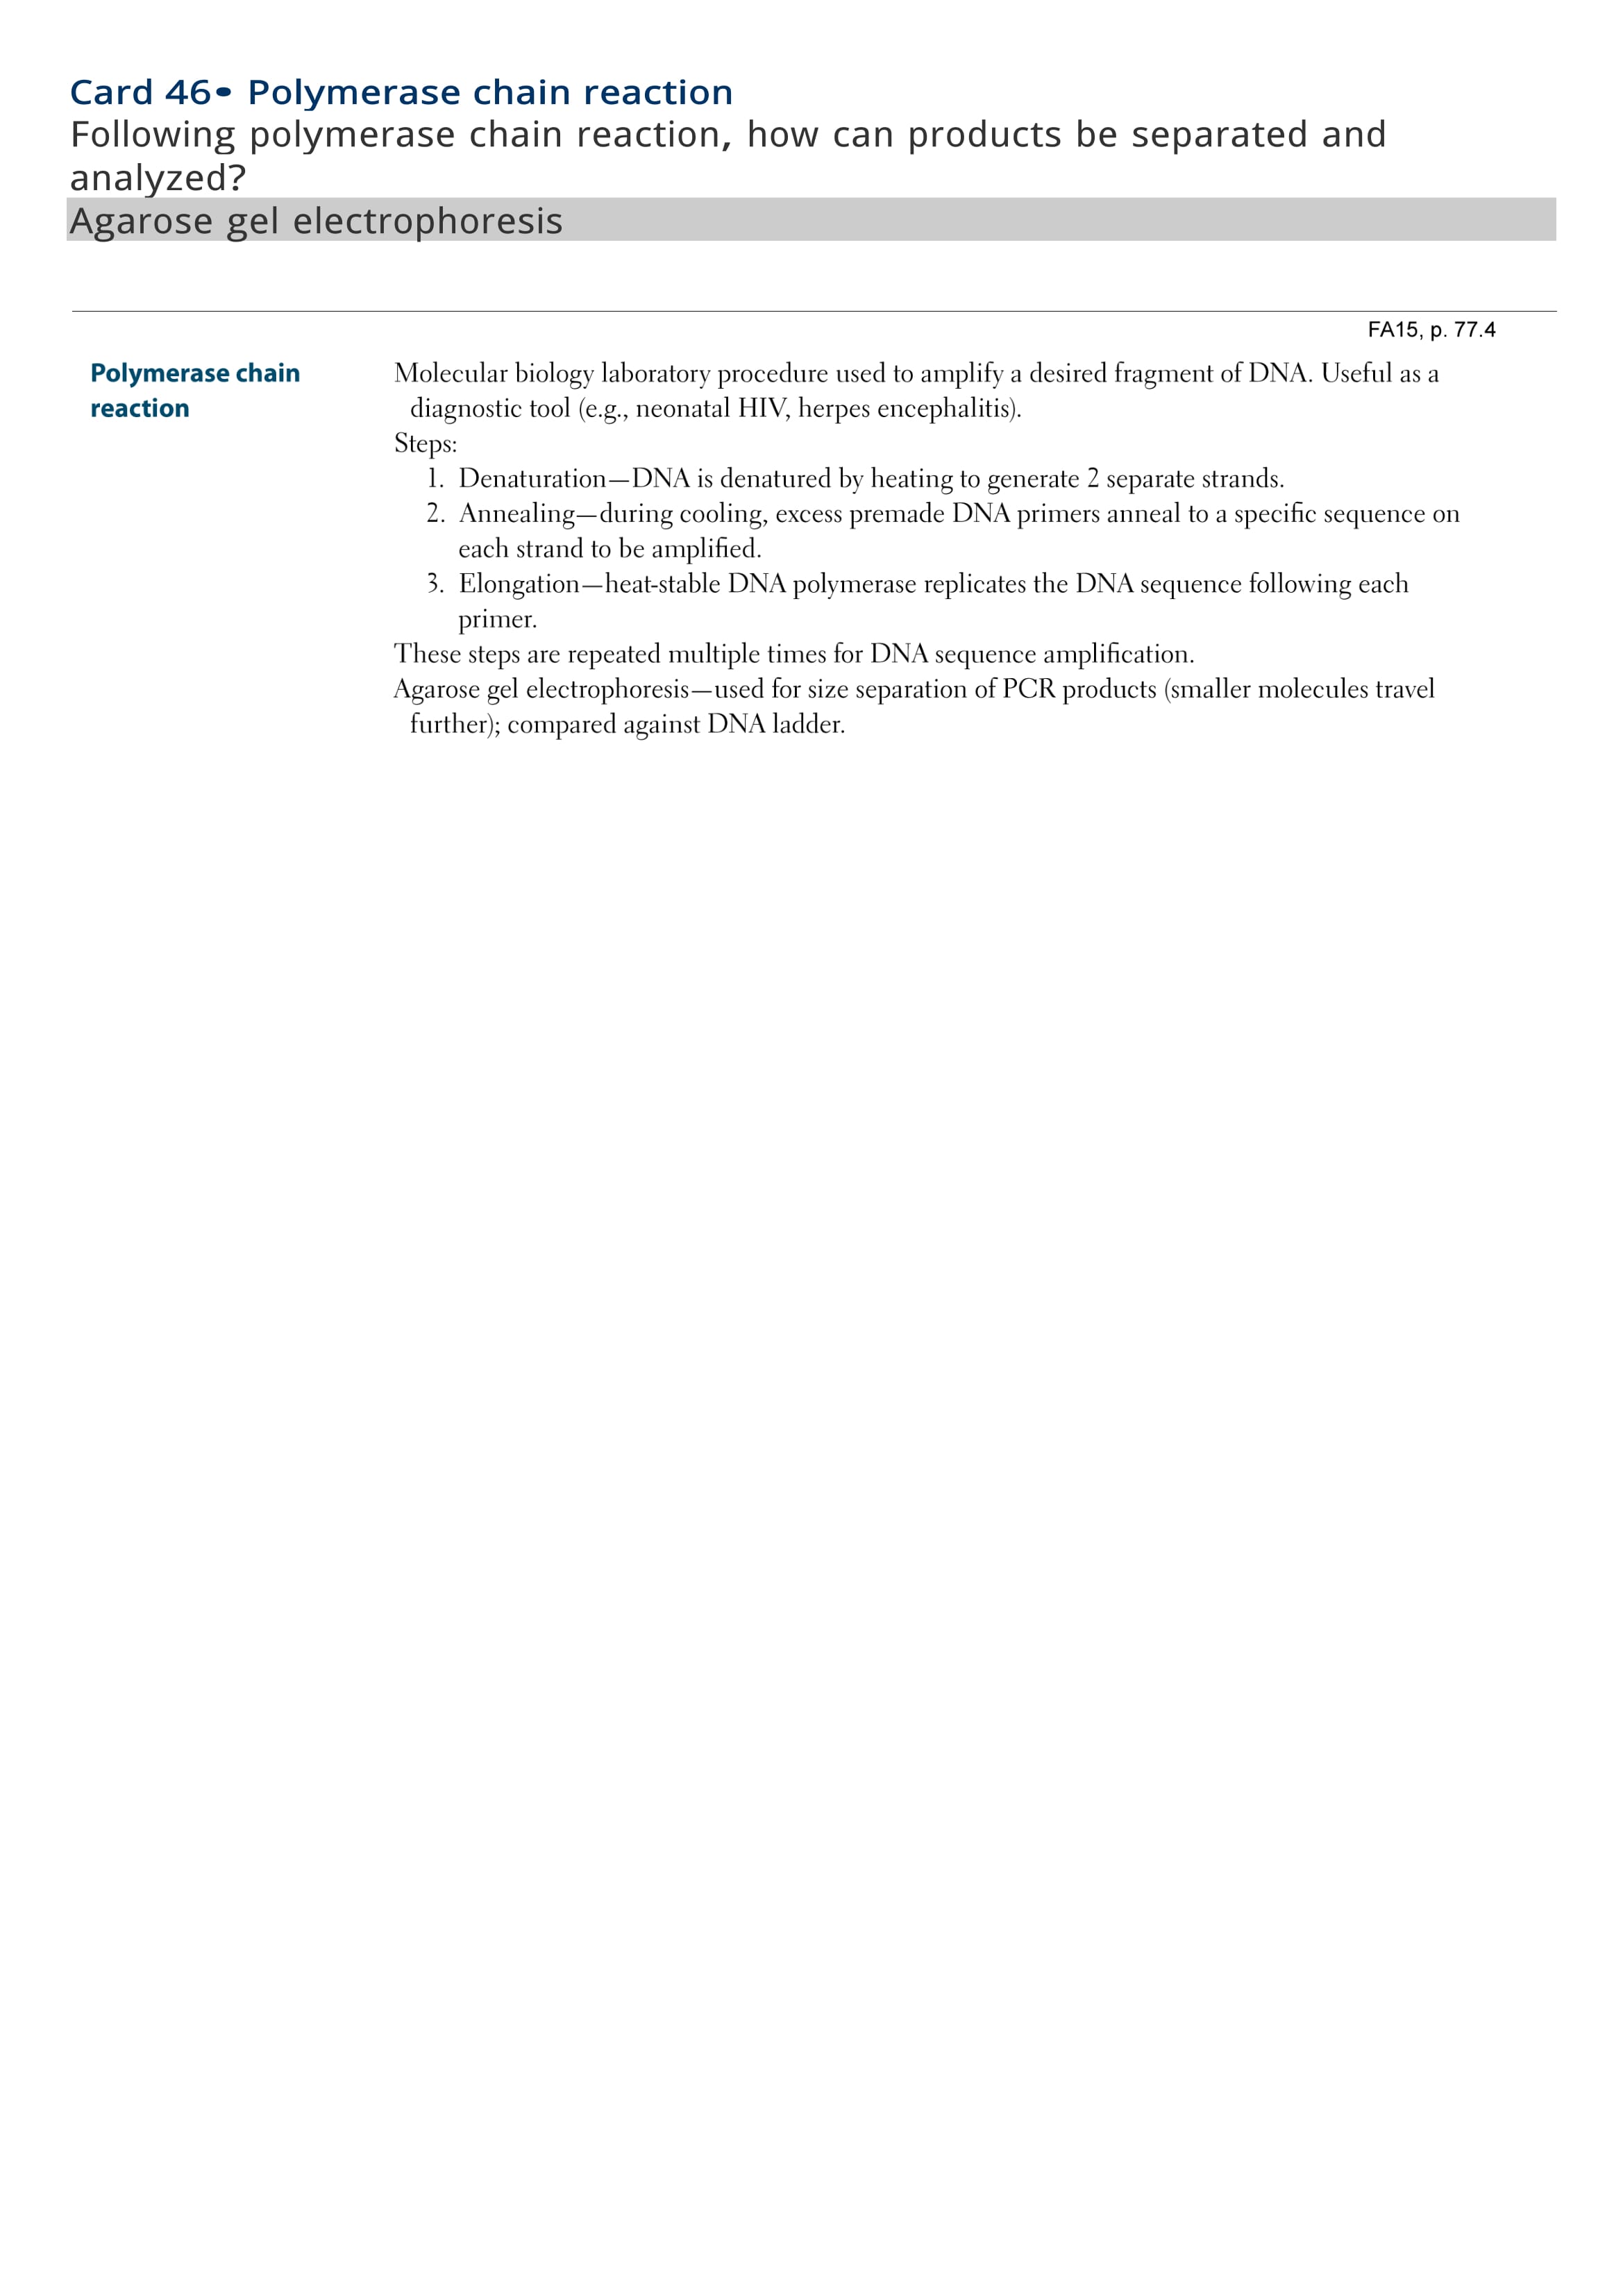 Card 46• Polymerase chain reaction
Following polymerase chain reaction, how can products be separated and
analyzed?
Agarose gel electrophoresis
FA15, p. 77.4
Polymerase chain
reaction
Molecular biology laboratory procedure used to amplify a desired fragment of DNA. Useful as a
diagnostic tool (e.g., neonatal HIV, herpes encephalitis).
Steps:
1. Denaturation—DNA is denatured by heating to generate 2 separate strands.
2. Annealing—during cooling, excess premade DNA primers anneal to a specific sequence on
each strand to be amplified.
3. Elongation—heat-stable DNA polymerase replicates the DNA sequence following each
primer.
These steps are repeated multiple times for DNA sequence amplification.
Agarose gel electrophoresis—used for size separation of PCR products (smaller molecules travel
further); compared against DNA ladder.